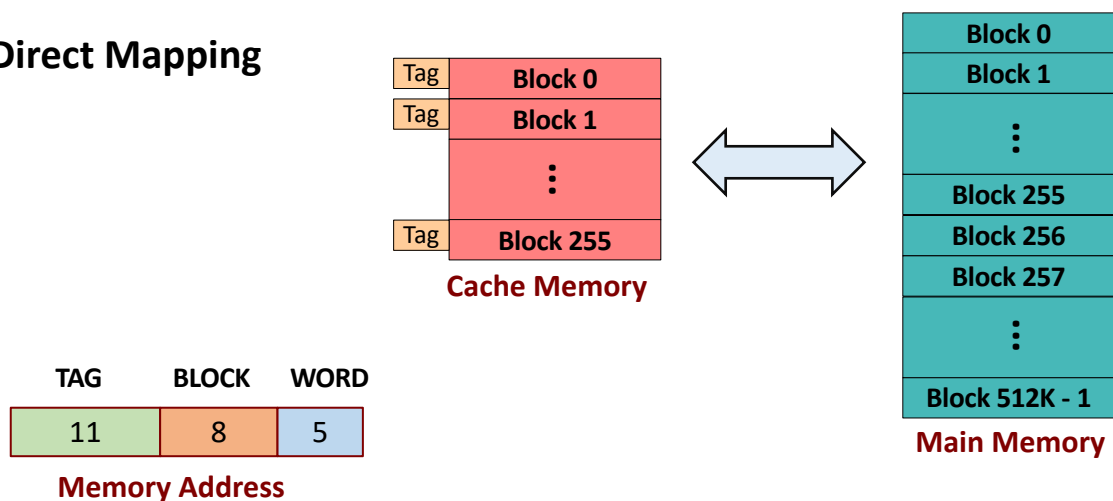 Direct Mapping
Tag
Block 0
Tag
Block 1
⋮
Tag
Block 255
Cache Memory
Block 0
Block 1
⋮
Block 255
Block 256
Block 257
⋮
Block 512K - 1
Main Memory
TAG BLOCK WORD
11 8 5
Memory Address